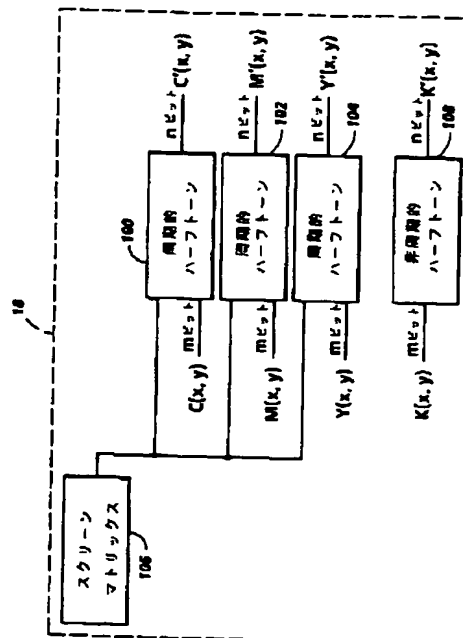 18
スクリーン
マトリックス
106
100
周期的
ハーフトーン
mビット
C(x, y)
nビット
C'(x, y)
周期的
ハーフトーン
102
mビット
M(x, y)
nビット
M'(x, y)
周期的
ハーフトーン
104
mビット
Y(x, y)
nビット
Y'(x, y)
非周期的
ハーフトーン
108
mビット
K(x, y)
nビット
K'(x, y)